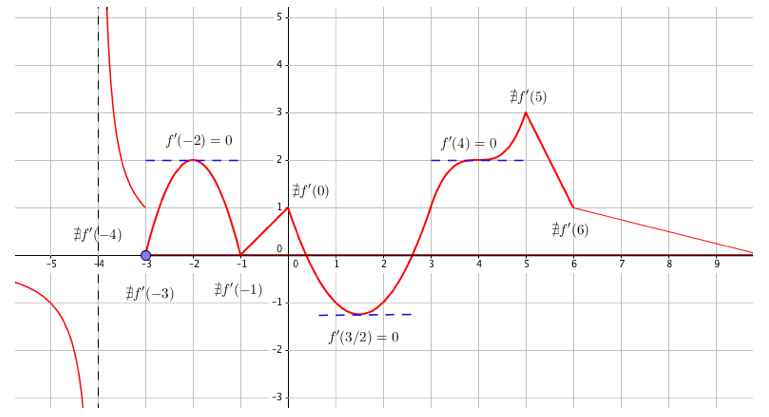 5
4
∄f′(5)
3
f′(−2) = 0
f′(4) = 0
2
∄f′(0)
1
∄f′(−4)
∄f′(6)
0
−5 −4 −3 −2 −1 0 1 2 3 4 5 6 7 8 9
∄f′(−3)
∄f′(−1)
−1
f′(3/2) = 0
−2
−3